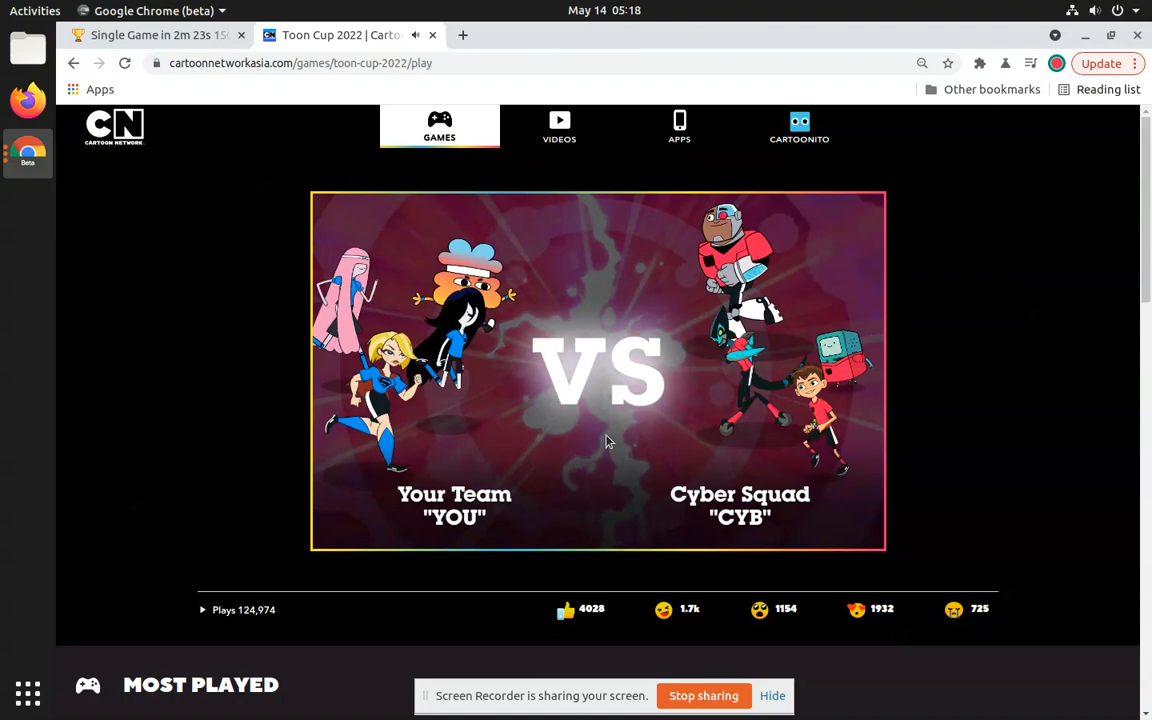 Activities
Google Chrome (beta)
May 14 05:18
Single Game in 2m 23s 15
Toon Cup 2022 | Carto
cartoonnetworkasia.com/games/toon-cup-2022/play
Update
Apps
Other bookmarks
Reading list
Beta
CN
CARTOON NETWORK.
GAMES
VIDEOS
APPS
CARTOONITO
VS
Your Team
"YOU"
Cyber Squad
"CYB"
Plays 124,974
4028
1.7k
1154
1932
725
MOST PLAYED
Screen Recorder is sharing your screen.
Stop sharing
Hide